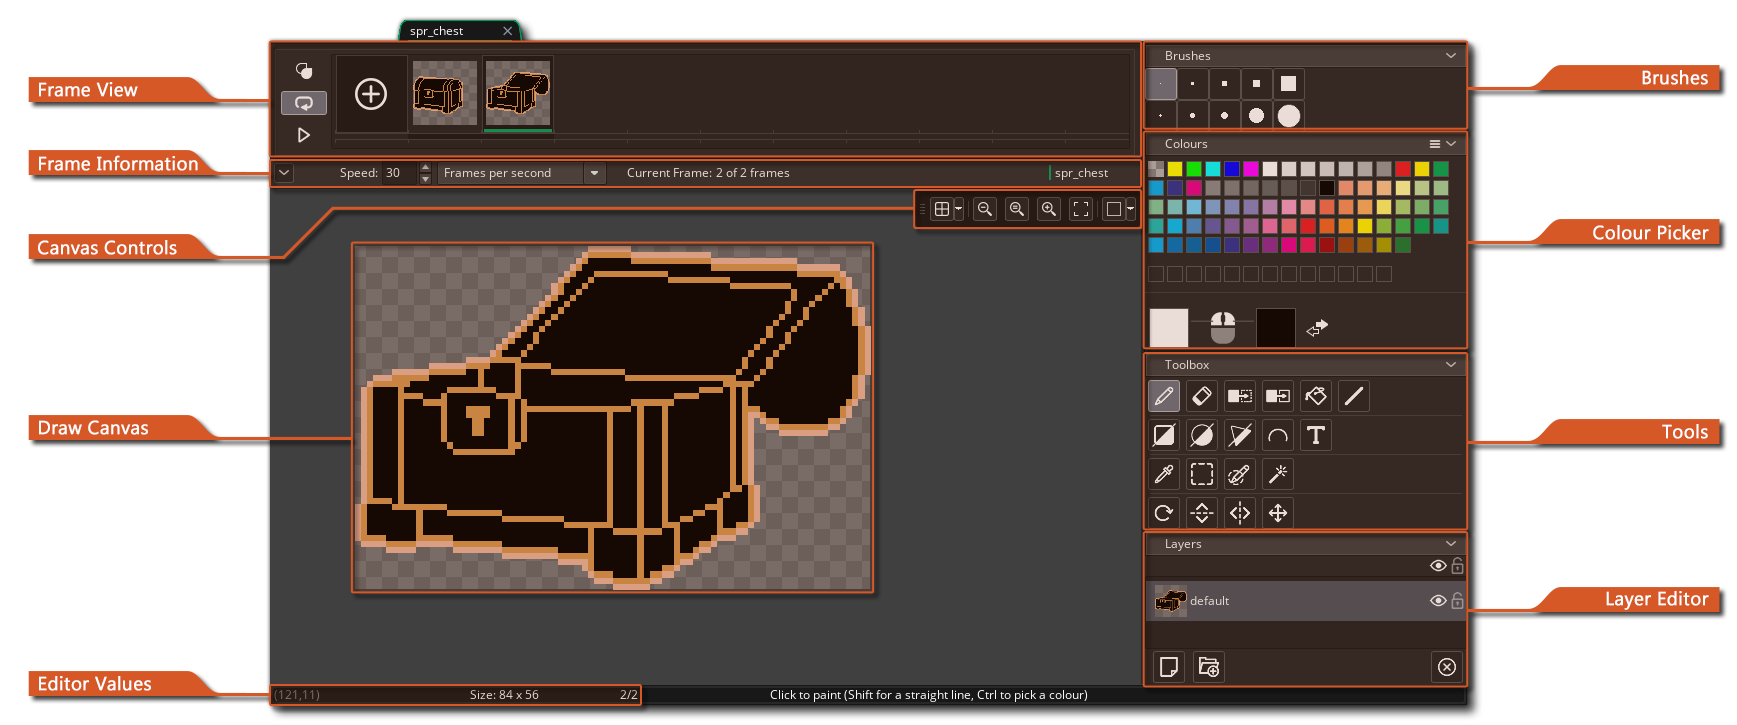 spr_chest
Frame View
Frame Information
Canvas Controls
Draw Canvas
Editor Values
Speed: 30
Frames per second
Current Frame: 2 of 2 frames
spr_chest
(121,11)
Size: 84 x 56
2/2
Click to paint (Shift for a straight line, Ctrl to pick a colour)
Brushes
Colours
Toolbox
T
Layers
default
Brushes
Colour Picker
Tools
Layer Editor